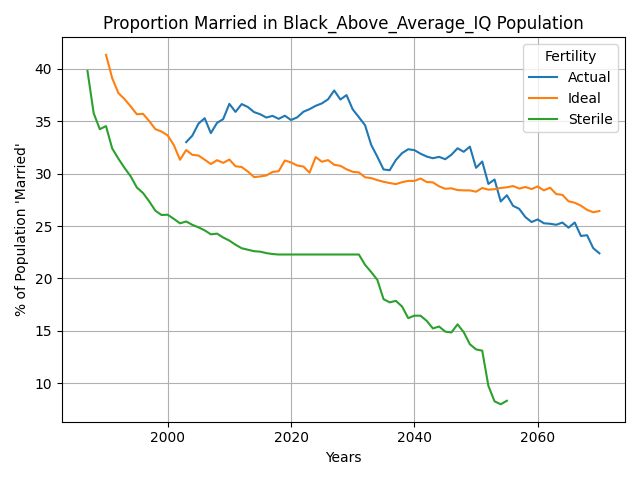 Proportion Married in Black_Above_Average_IQ Population
% of Population 'Married'
40
35
30
25
20
15
10
Fertility
Actual
Ideal
Sterile
2000
2020
2040
2060
Years